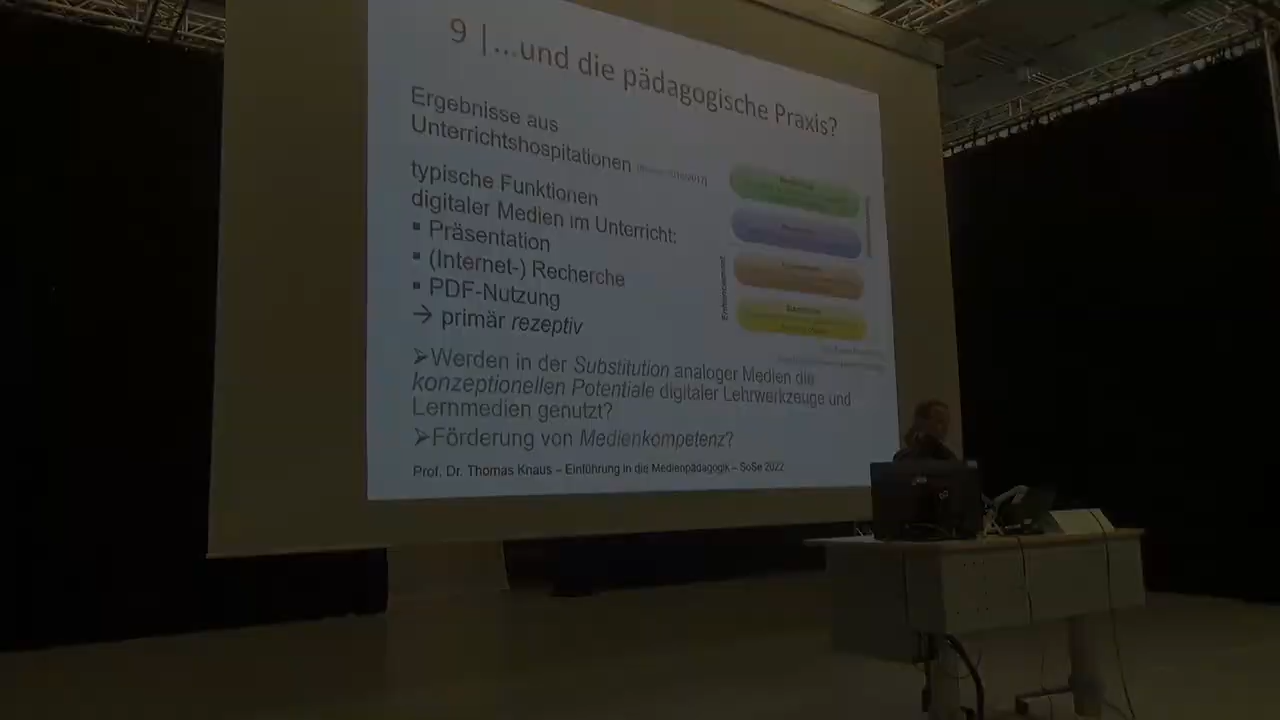 9 |...und die pädagogische Praxis?
Ergebnisse aus
Unterrichtshospitationen
typische Funktionen
digitaler Medien im Unterricht:
▪ Präsentation
▪ (Internet-) Recherche
▪ PDF-Nutzung
→ primär rezeptiv
➢Werden in der Substitution analoger Medien die
konzeptionellen Potentiale digitaler Lehrwerkzeuge und
Lernmedien genutzt?
➢Förderung von Medienkompetenz?
Prof. Dr. Thomas Knaus – Einführung in die Medienpädagogik – SoSe 2022